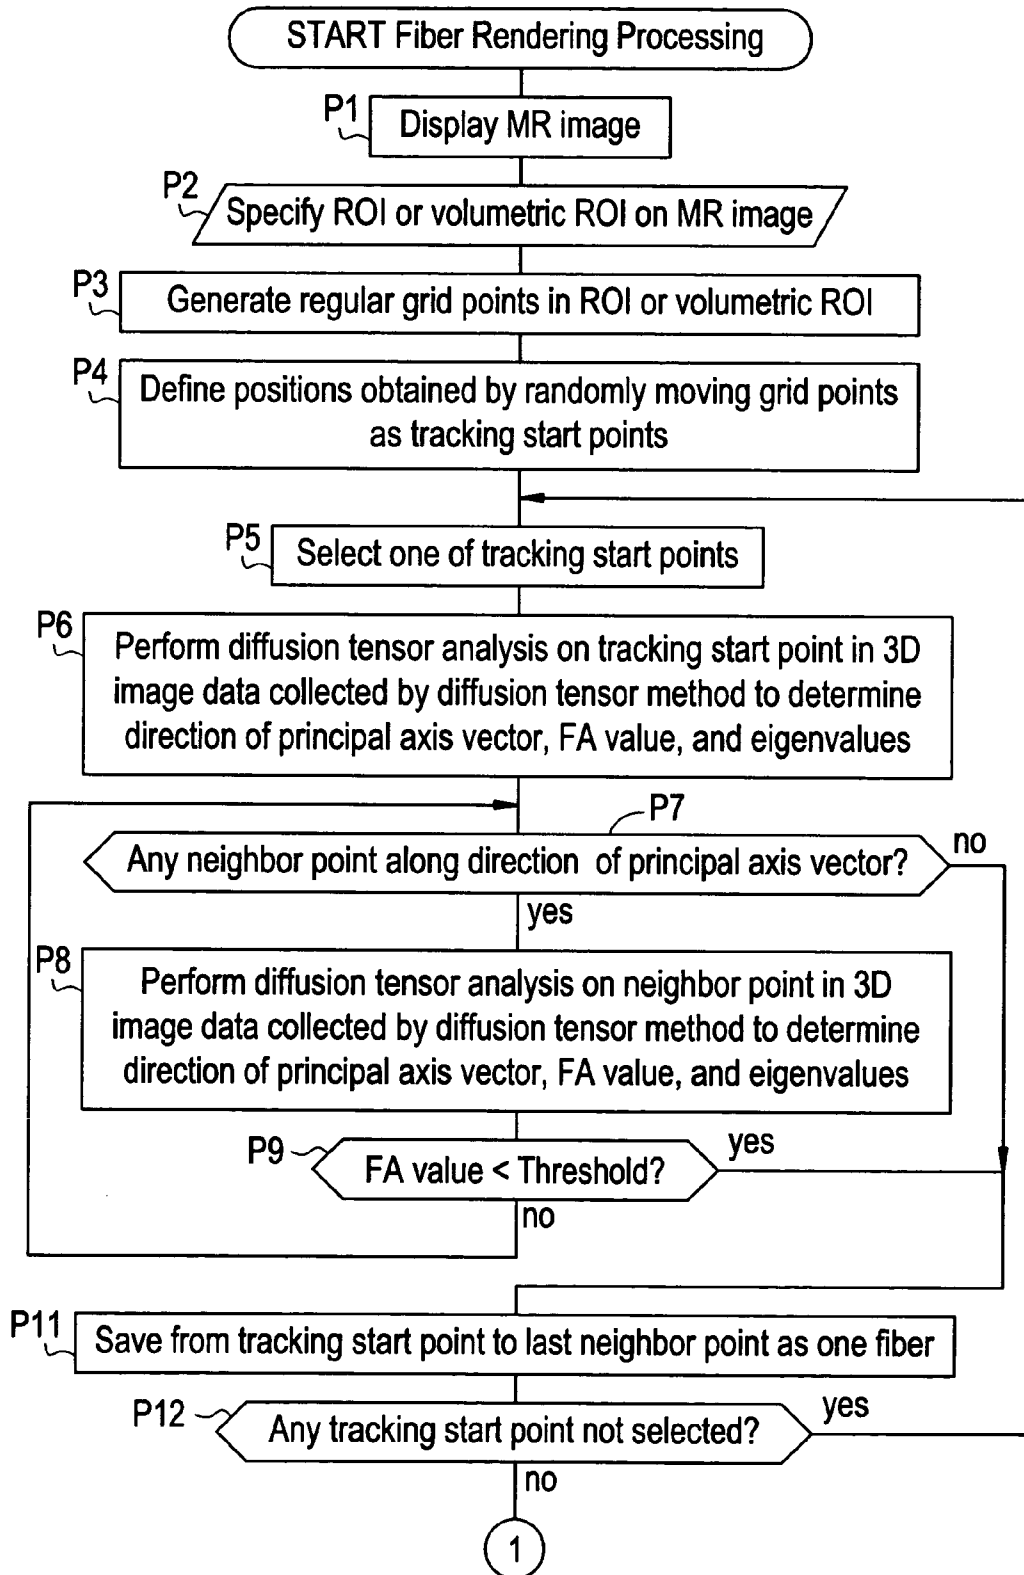 START Fiber Rendering Processing
P1
Display MR image
P2
Specify ROI or volumetric ROI on MR image
P3
Generate regular grid points in ROI or volumetric ROI
P4
Define positions obtained by randomly moving grid points
as tracking start points
P5
Select one of tracking start points
P6
Perform diffusion tensor analysis on tracking start point in 3D
image data collected by diffusion tensor method to determine
direction of principal axis vector, FA value, and eigenvalues
P7
Any neighbor point along direction of principal axis vector?
no
yes
P8
Perform diffusion tensor analysis on neighbor point in 3D
image data collected by diffusion tensor method to determine
direction of principal axis vector, FA value, and eigenvalues
P9
FA value < Threshold?
yes
no
P11
Save from tracking start point to last neighbor point as one fiber
P12
Any tracking start point not selected?
yes
no
1